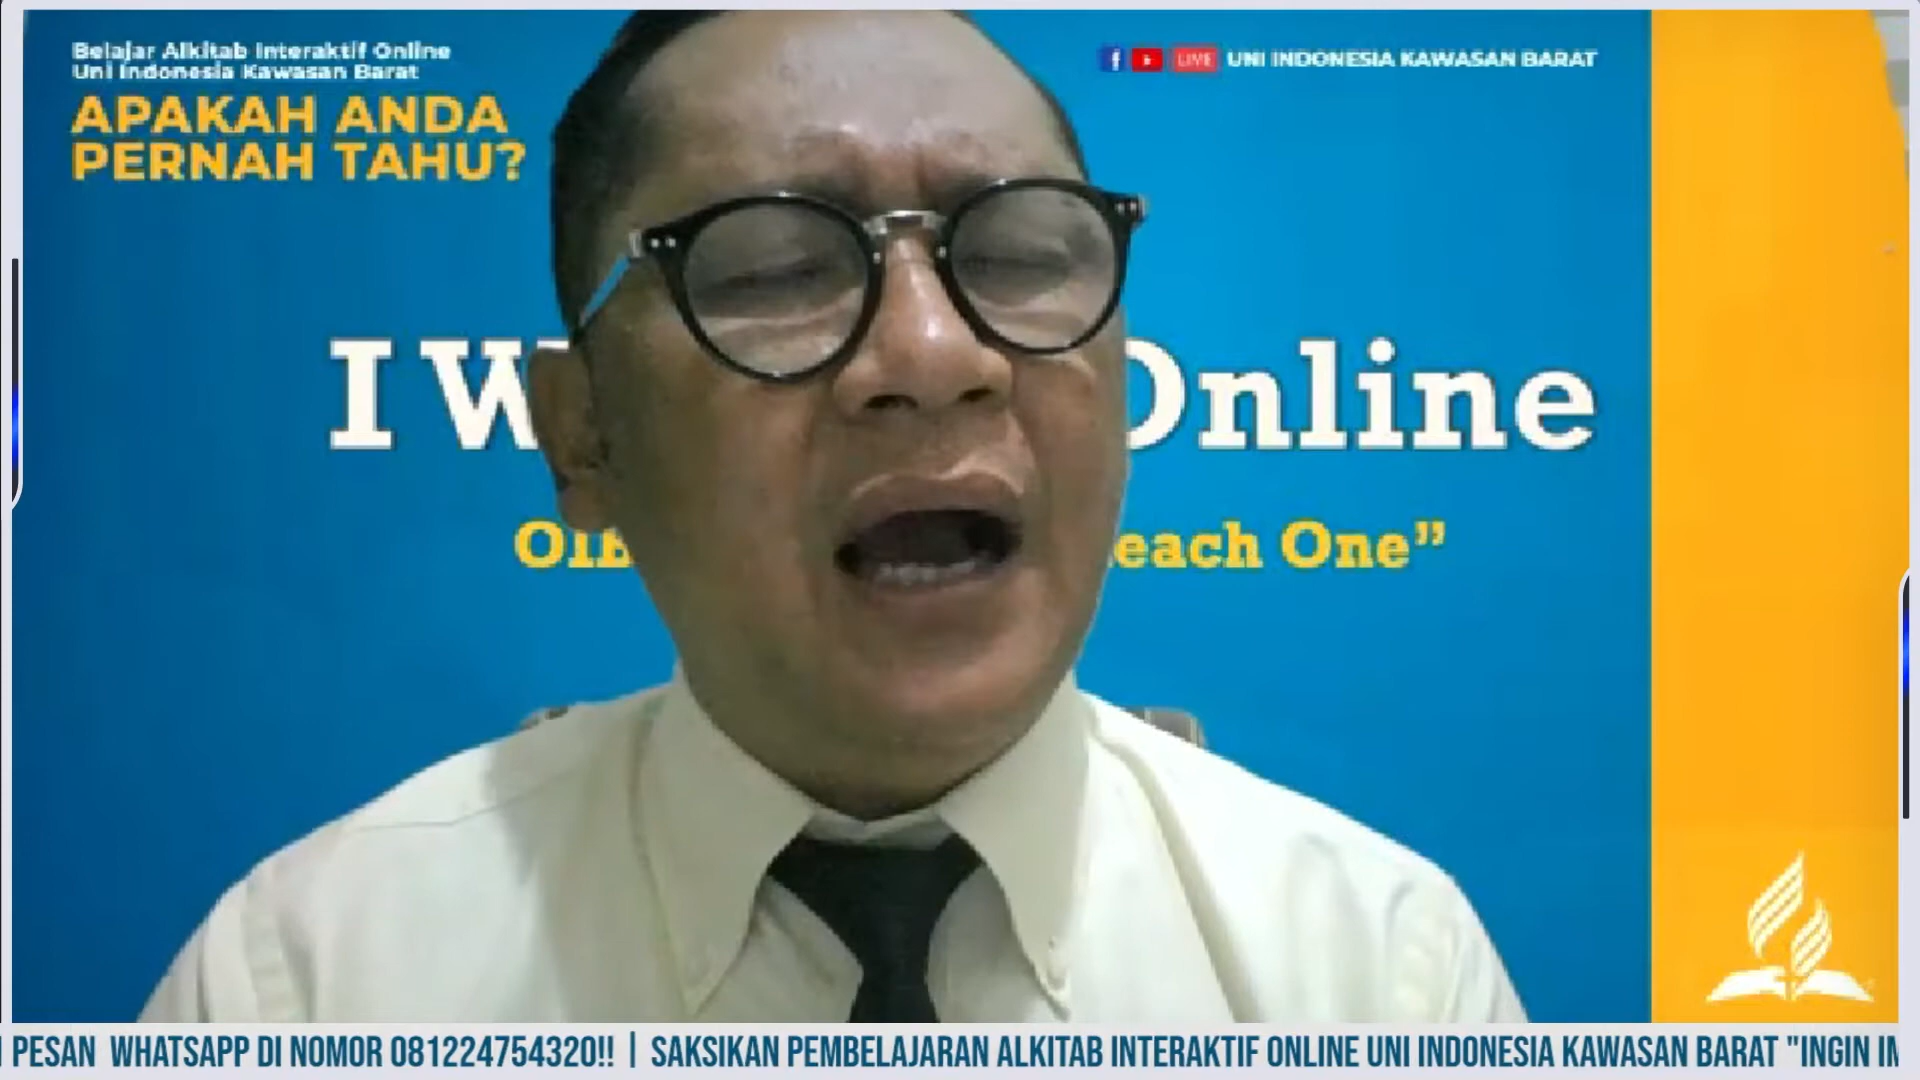 Belajar Alkitab Interaktif Online
Uni Indonesia Kawasan Barat
APAKAH ANDA
PERNAH TAHU?
LIVE UNI INDONESIA KAWASAN BARAT
I W Online
each One”
PESAN WHATSAPP DI NOMOR 081224754320!! | SAKSIKAN PEMBELAJARAN ALKITAB INTERAKTIF ONLINE UNI INDONESIA KAWASAN BARAT "INGIN